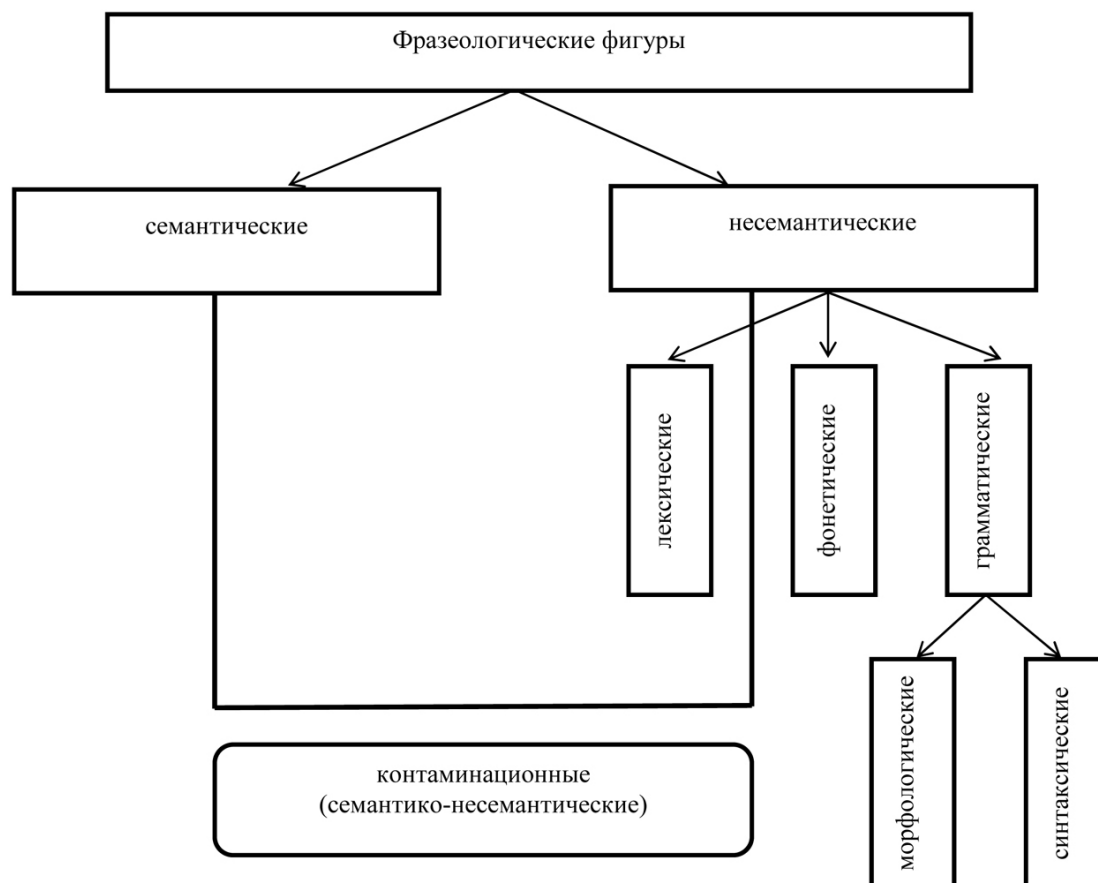 Фразеологические фигуры
семантические
несемантические
лексические
фонетические
грамматические
морфологические
синтаксические
контаминационные
(семантико-несемантические)